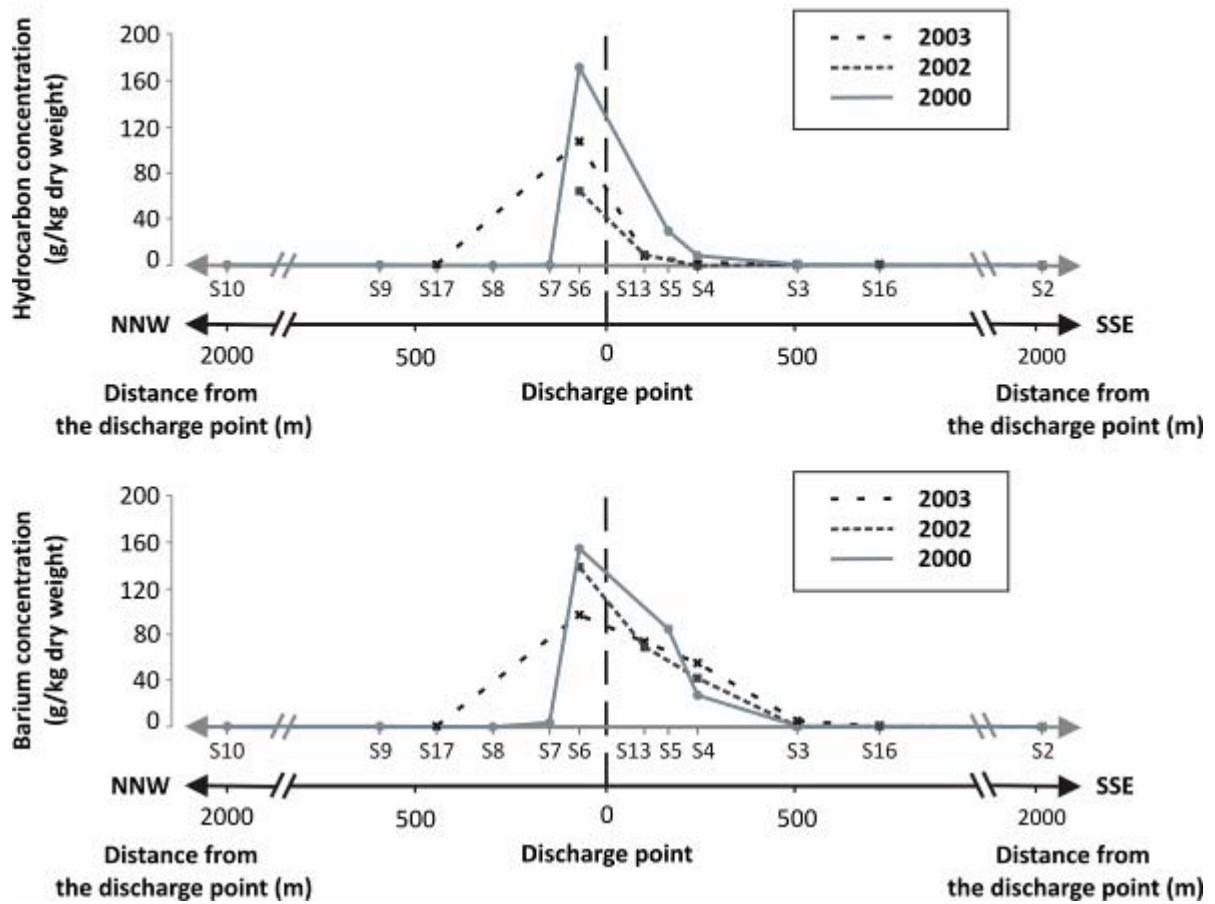 Hydrocarbon concentration
(g/kg dry weight)
200
160
120
80
40
0
2003
2002
2000
S10
S9
S17
S8
S7
S6
S13
S5
S4
S3
S16
S2
NNW
SSE
2000
500
0
500
2000
Distance from
the discharge point (m)
Discharge point
Distance from
the discharge point (m)
Barium concentration
(g/kg dry weight)
200
160
120
80
40
0
2003
2002
2000
S10
S9
S17
S8
S7
S6
S13
S5
S4
S3
S16
S2
NNW
SSE
2000
500
0
500
2000
Distance from
the discharge point (m)
Discharge point
Distance from
the discharge point (m)